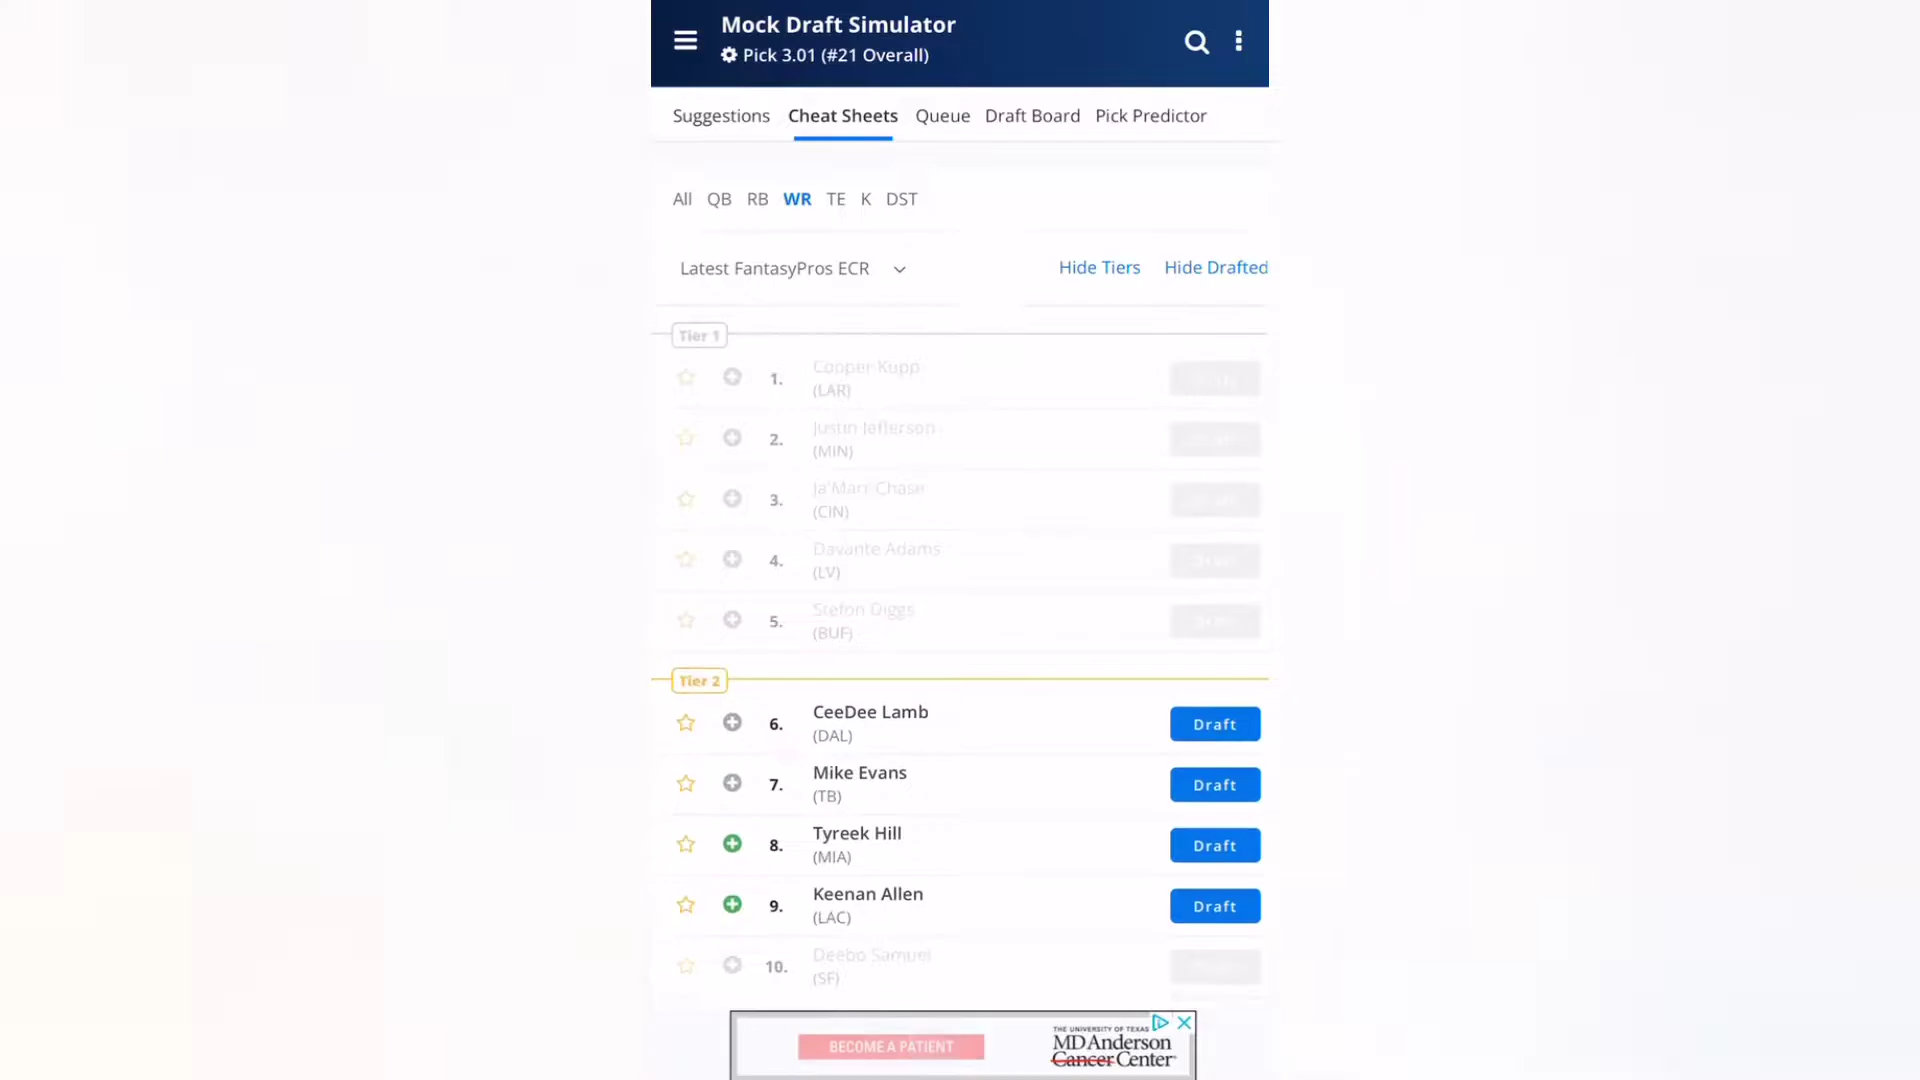 Mock Draft Simulator
Pick 3.01 (#21 Overall)
Suggestions Cheat Sheets Queue Draft Board Pick Predictor
All QB RB WR TE K DST
Latest FantasyPros ECR Hide Tiers Hide Drafted
Tier 1
1. Cooper Kupp
(LAR)
2. Justin Jefferson
(MIN)
3. Ja'Marr Chase
(CIN)
4. Davante Adams
(LV)
5. Stefon Diggs
(BUF)
Tier 2
6. CeeDee Lamb Draft
(DAL)
7. Mike Evans Draft
(TB)
8. Tyreek Hill Draft
(MIA)
9. Keenan Allen Draft
(LAC)
10. Deebo Samuel
(SF)
BECOME A PATIENT
THE UNIVERSITY OF TEXAS
MD Anderson
Cancer Center